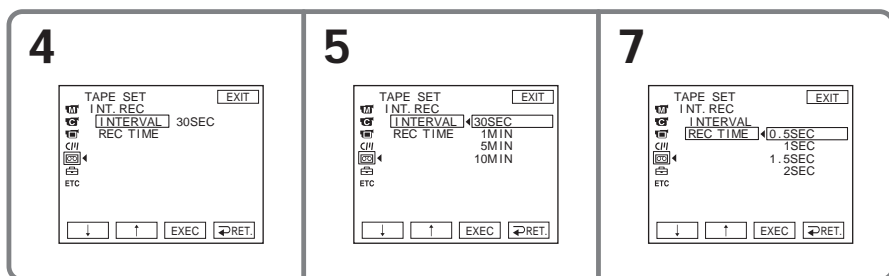 4
TAPE SET EXIT
INT. REC
INTERVAL 30SEC
REC TIME
ETC
↓ ↑ EXEC RET.
5
TAPE SET EXIT
INT. REC
INTERVAL 30SEC
REC TIME 1MIN
5MIN
10MIN
ETC
↓ ↑ EXEC RET.
7
TAPE SET EXIT
INT. REC
INTERVAL
REC TIME 0. 5SEC
1SEC
1. 5SEC
2SEC
ETC
↓ ↑ EXEC RET.